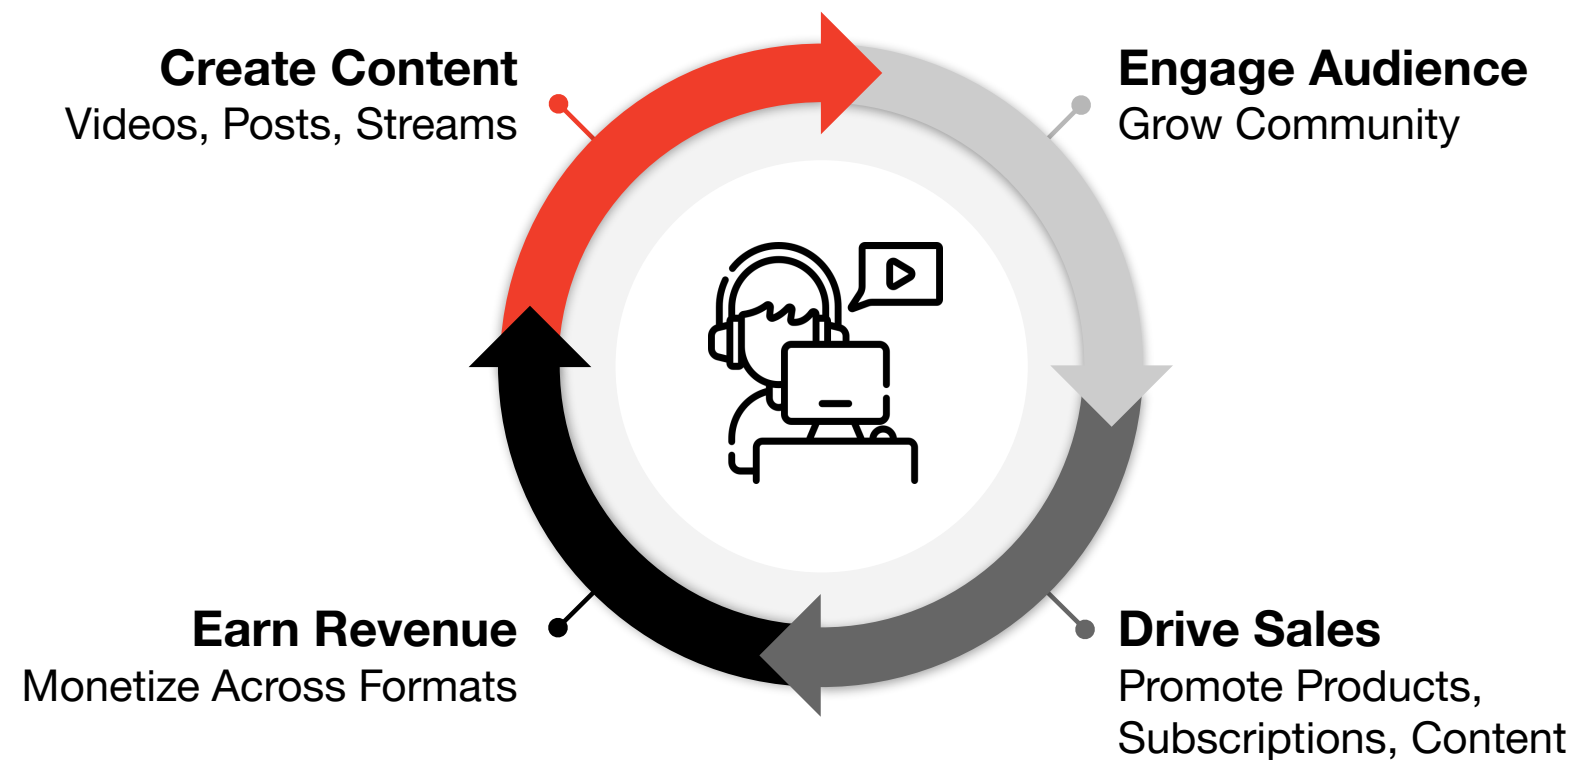 Create Content
Videos, Posts, Streams
Engage Audience
Grow Community
Drive Sales
Promote Products,
Subscriptions, Content
Earn Revenue
Monetize Across Formats